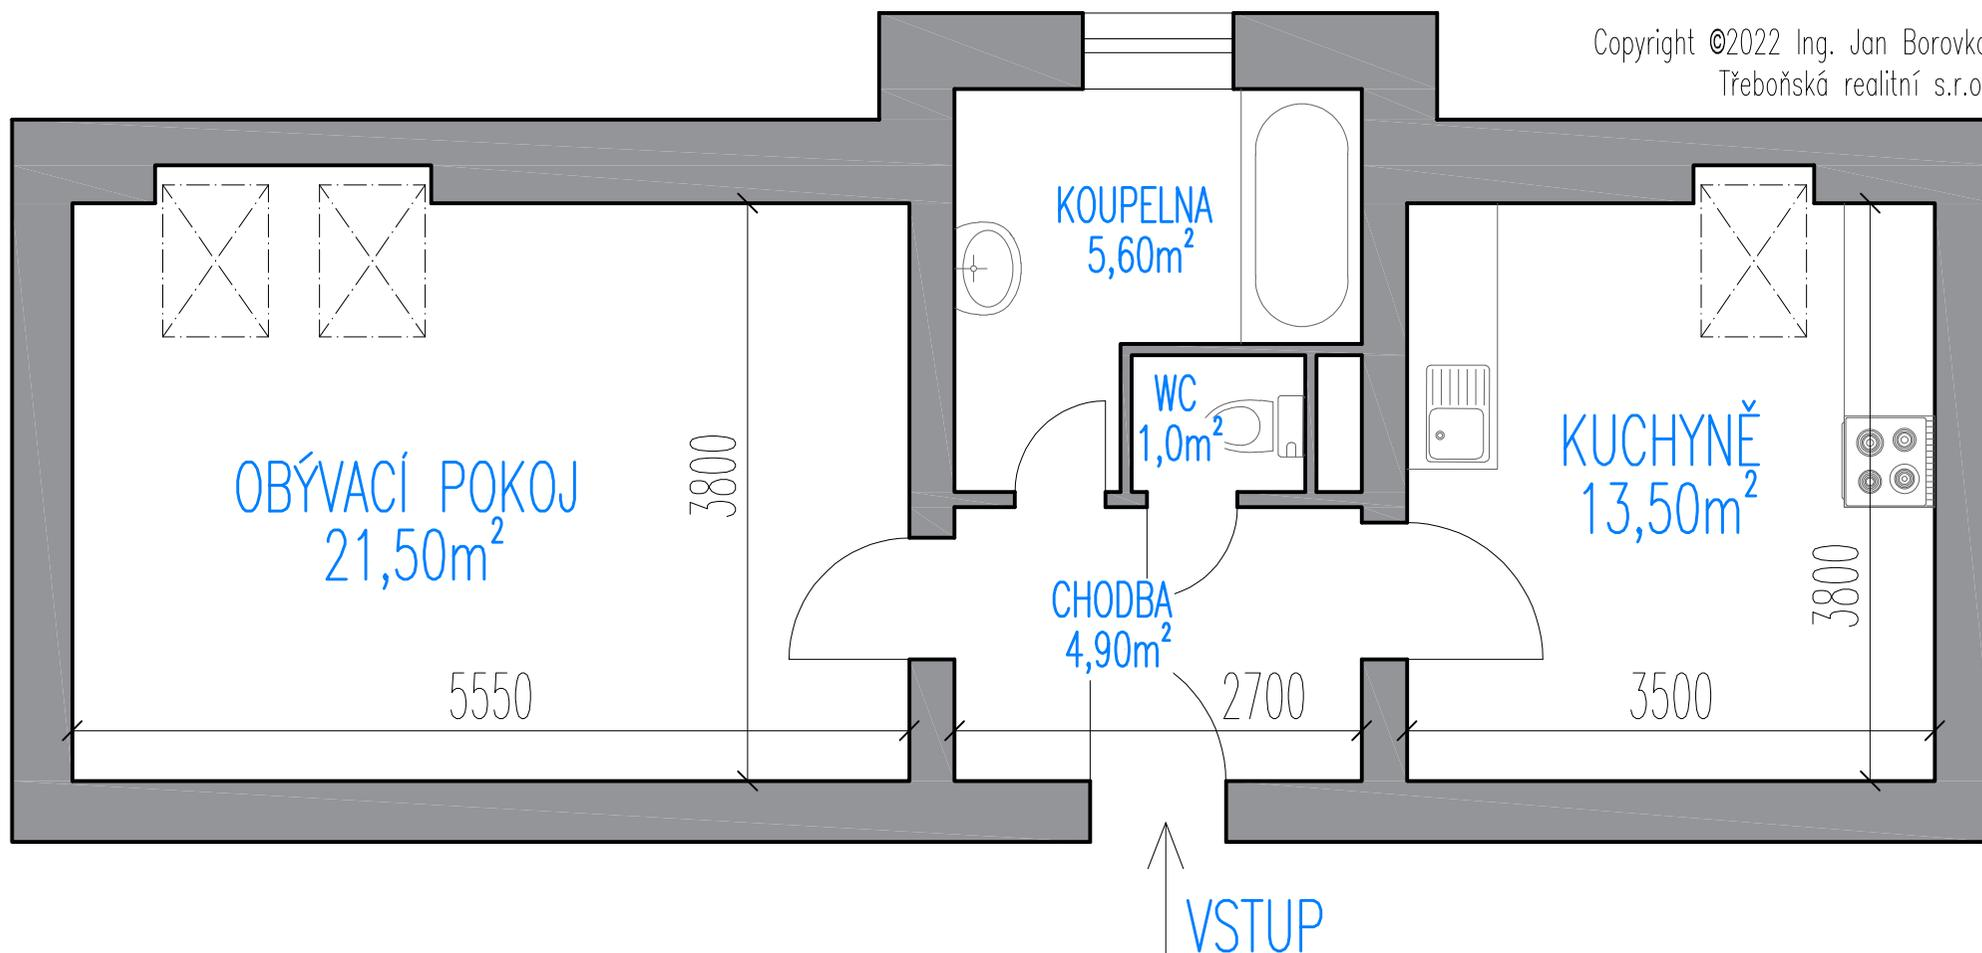 Copyright ©2022 Ing. Jan Borovka
Třeboňská realitní s.r.o.
KOUPELNA
5,60m²
WC
1,0m²
OBÝVACÍ POKOJ
21,50m²
3800
KUCHYNĚ
13,50m²
3800
CHODBA
4,90m²
5550
2700
3500
VSTUP